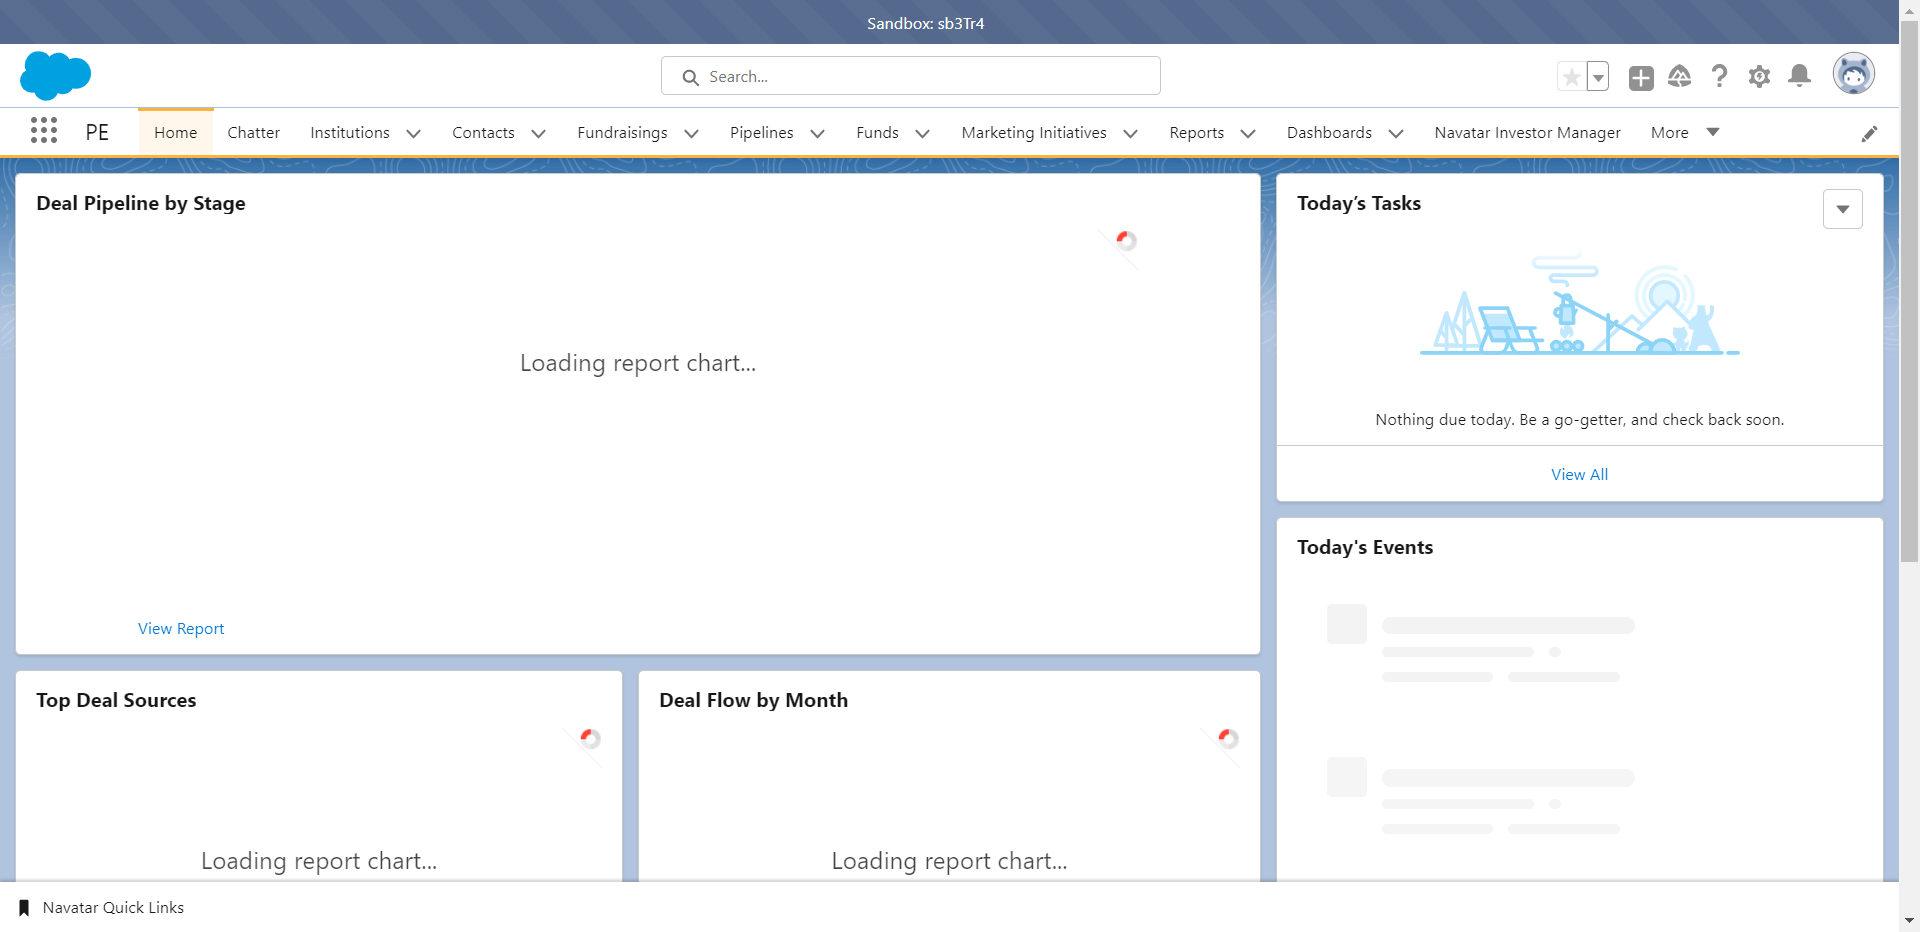 Sandbox: sb3Tr4
Search...
PE
Home
Chatter
Institutions
Contacts
Fundraisings
Pipelines
Funds
Marketing Initiatives
Reports
Dashboards
Navatar Investor Manager
More
Deal Pipeline by Stage
Loading report chart...
View Report
Today’s Tasks
Nothing due today. Be a go-getter, and check back soon.
View All
Today's Events
Top Deal Sources
Loading report chart...
Deal Flow by Month
Loading report chart...
Navatar Quick Links